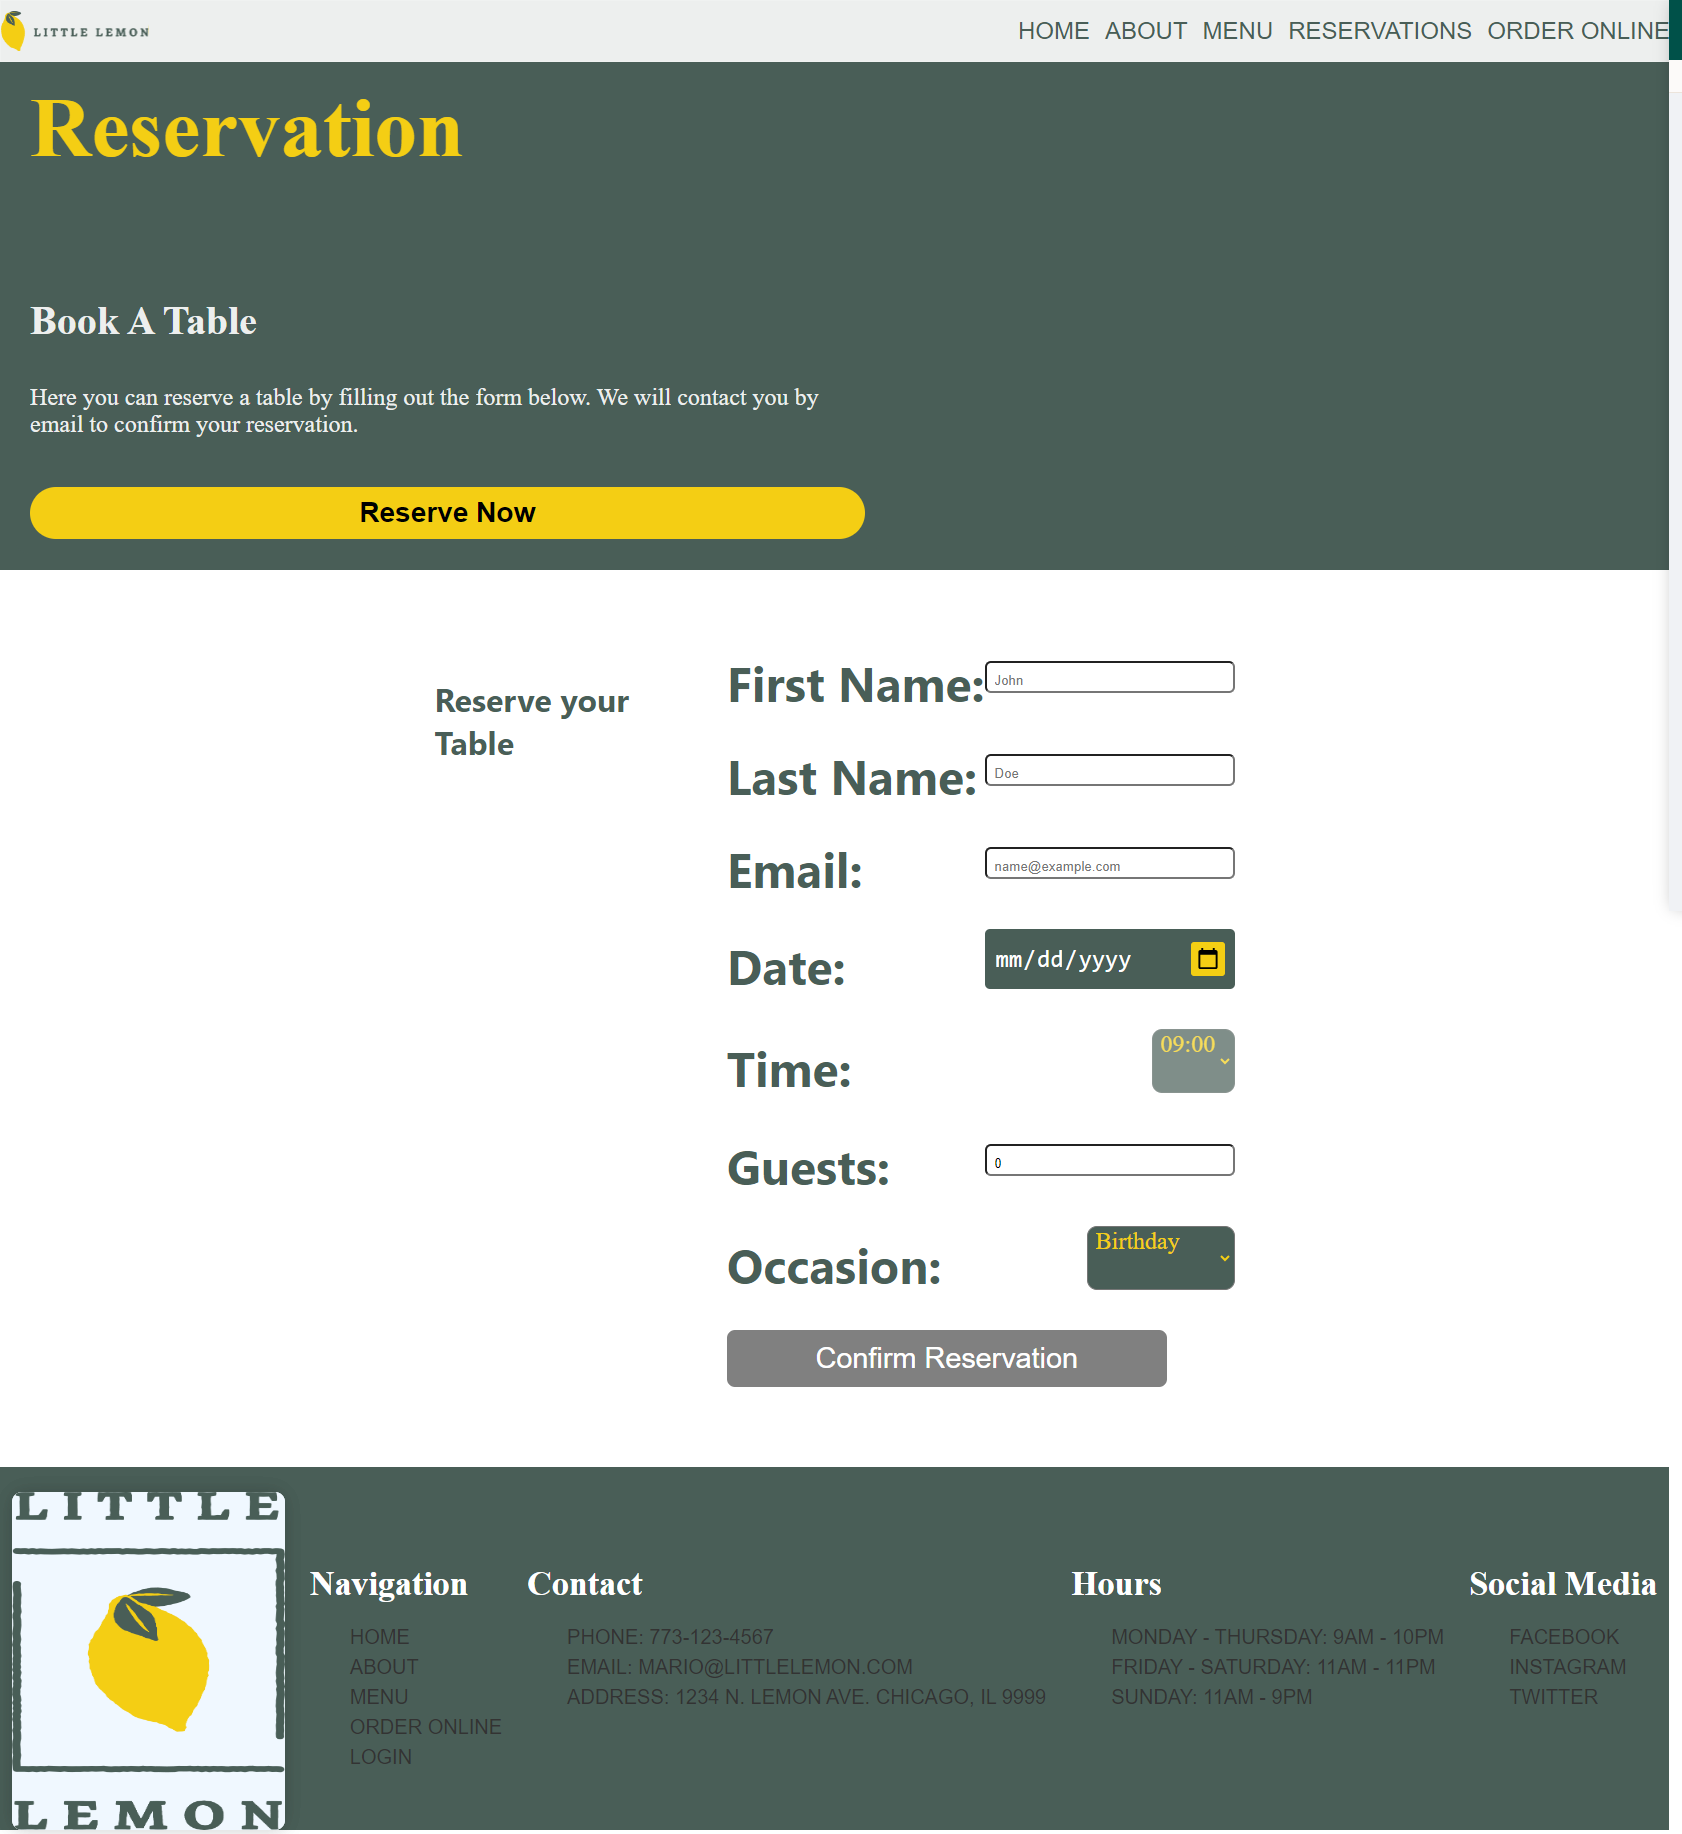 LITTLE LEMON
HOME ABOUT MENU RESERVATIONS ORDER ONLINE
Reservation
Book A Table
Here you can reserve a table by filling out the form below. We will contact you by
email to confirm your reservation.
Reserve Now
Reserve your
Table
First Name:
John
Last Name:
Doe
Email:
name@example.com
Date:
mm/dd/yyyy
Time:
09:00
Guests:
0
Occasion:
Birthday
Confirm Reservation
LITTLE
LEMON
Navigation
HOME
ABOUT
MENU
ORDER ONLINE
LOGIN
Contact
PHONE: 773-123-4567
EMAIL: MARIO@LITTLELEMON.COM
ADDRESS: 1234 N. LEMON AVE. CHICAGO, IL 9999
Hours
MONDAY - THURSDAY: 9AM - 10PM
FRIDAY - SATURDAY: 11AM - 11PM
SUNDAY: 11AM - 9PM
Social Media
FACEBOOK
INSTAGRAM
TWITTER